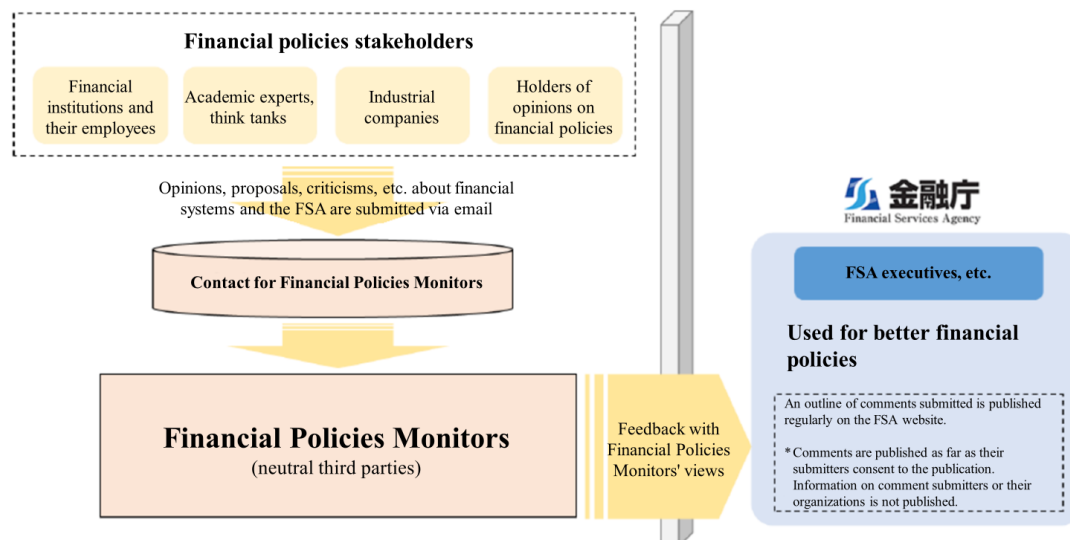 Financial policies stakeholders
Financial
institutions and
their employees
Academic experts,
think tanks
Industrial
companies
Holders of
opinions on
financial policies
Opinions, proposals, criticisms, etc. about financial
systems and the FSA are submitted via email
Contact for Financial Policies Monitors
Financial Policies Monitors
(neutral third parties)
Feedback with
Financial Policies
Monitors' views
金融庁
Financial Services Agency
FSA executives, etc.
Used for better financial
policies
An outline of comments submitted is published
regularly on the FSA website.
* Comments are published as far as their
submitters consent to the publication.
Information on comment submitters or their
organizations is not published.